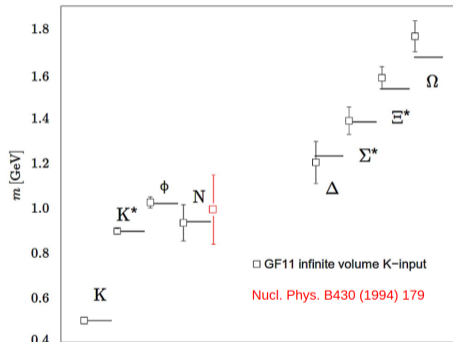 1.8
1.6
1.4
1.2
1.0
0.8
0.6
0.4
m [GeV]
K
K*
ϕ
N
Δ
Σ*
Ξ*
Ω
GF11 infinite volume K−input
Nucl. Phys. B430 (1994) 179